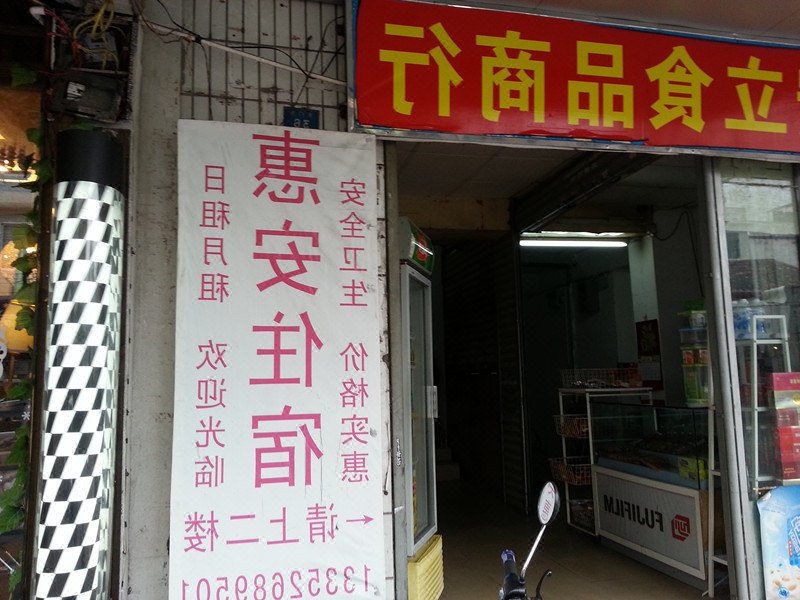 立食品商行
惠安住宿
安全卫生 价格实惠
日租月租 欢迎光临
→请上二楼
13352689501
FUJIFILM